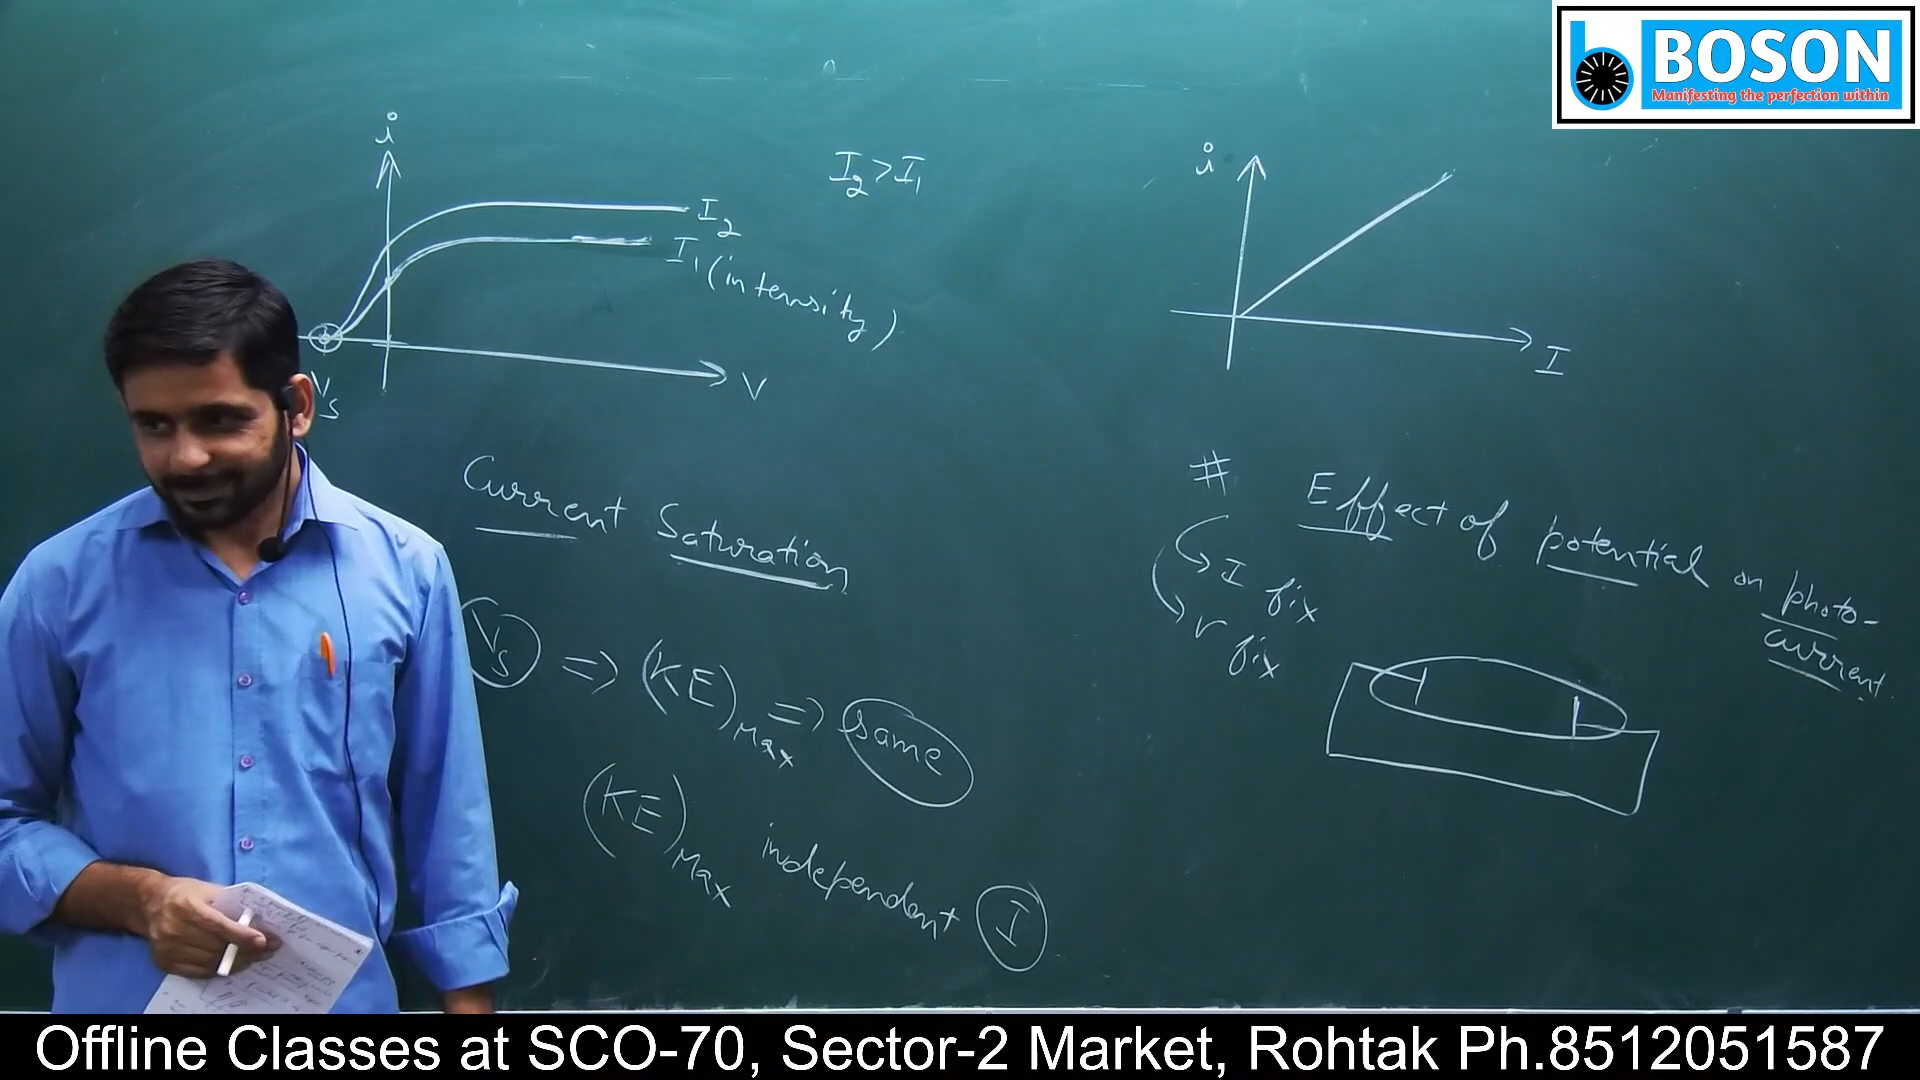 BOSON
Manifesting the perfection within
i
I2 > I1
I2
I1 (intensity)
V
Vs
i
I
Current Saturation
Vs => (KE)Max => same
(KE)Max independent I
# Effect of potential on photo-
current
I fix
ν fix
Offline Classes at SCO-70, Sector-2 Market, Rohtak Ph.8512051587